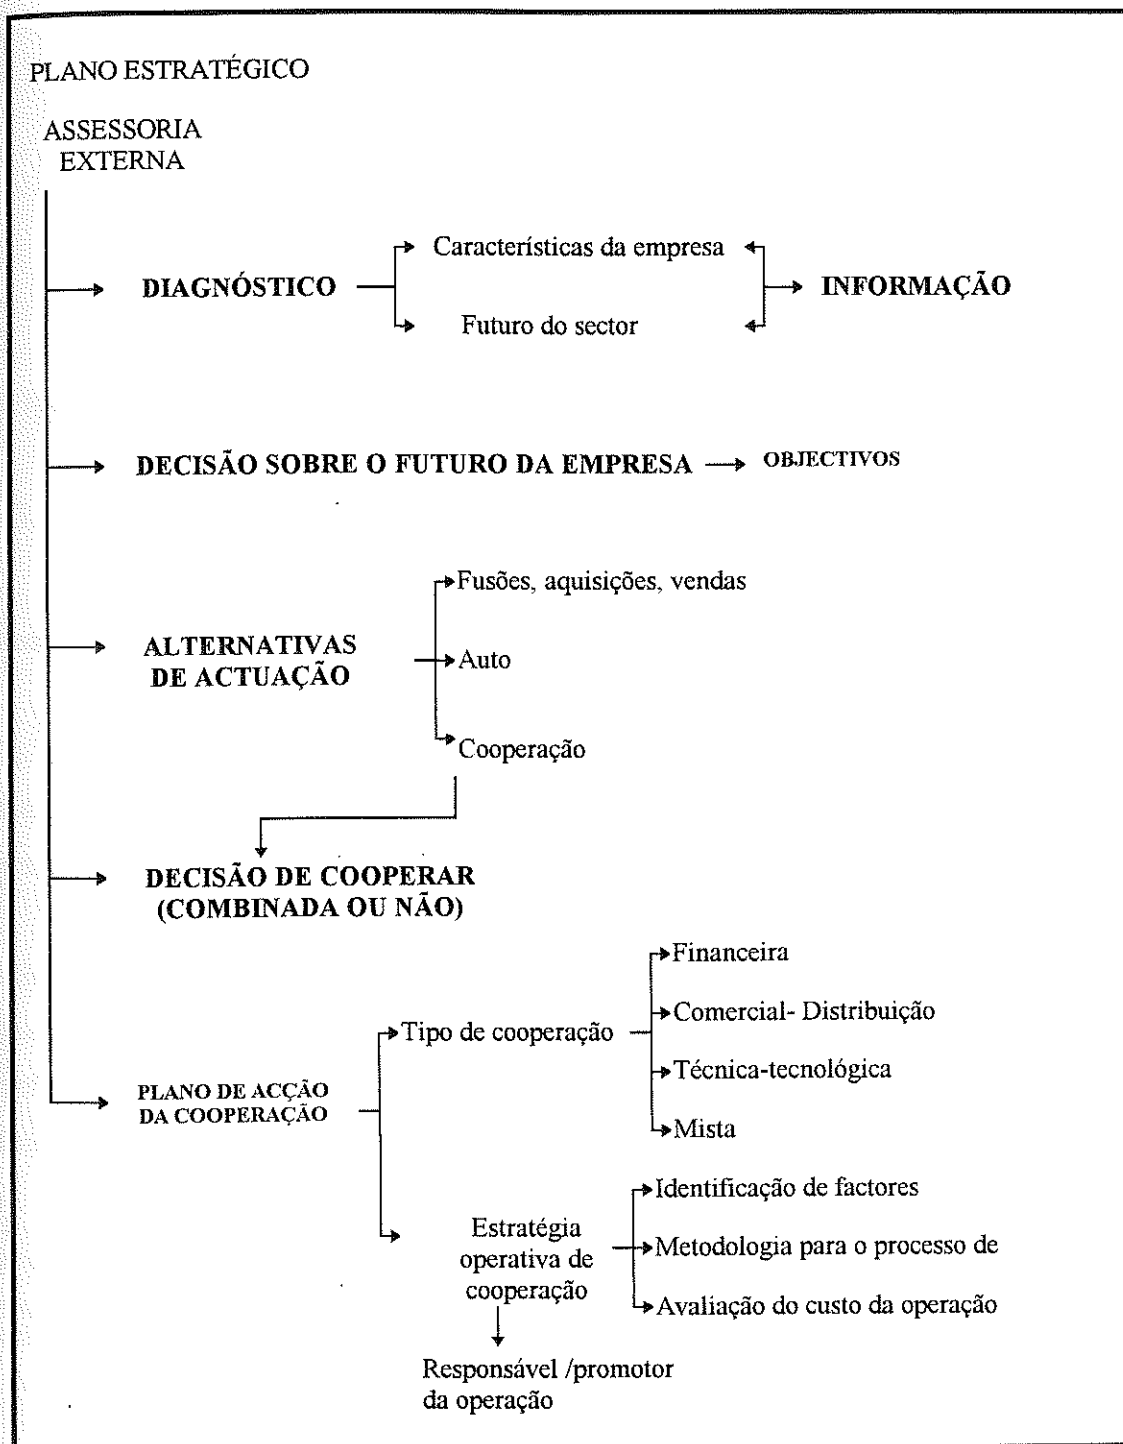 PLANO ESTRATÉGICO
ASSESSORIA
EXTERNA
Características da empresa
DIAGNÓSTICO
INFORMAÇÃO
Futuro do sector
DECISÃO SOBRE O FUTURO DA EMPRESA
OBJECTIVOS
Fusões, aquisições, vendas
ALTERNATIVAS
DE ACTUAÇÃO
Auto
Cooperação
DECISÃO DE COOPERAR
(COMBINADA OU NÃO)
Financeira
Comercial- Distribuição
Tipo de cooperação
Técnica-tecnológica
PLANO DE ACÇÃO
DA COOPERAÇÃO
Mista
Identificação de factores
Estratégia
operativa de
cooperação
Metodologia para o processo de
Avaliação do custo da operação
Responsável /promotor
da operação